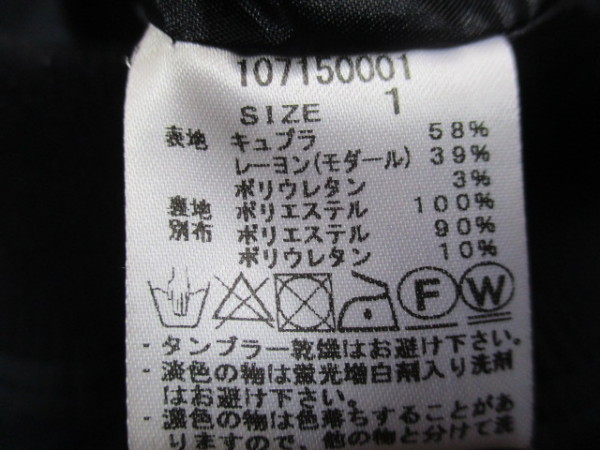 107150001
SIZE 1
表地 キュプラ 58%
レーヨン(モダール) 39%
ポリウレタン 3%
裏地 ポリエステル 100%
別布 ポリエステル 90%
ポリウレタン 10%
F W
・タンブラー乾燥はお避け下さい。
・淡色の物は蛍光増白剤入り洗剤
はお避け下さい。
・濃色の物は色落ちすることがあ
りますので、他の物と分けて洗